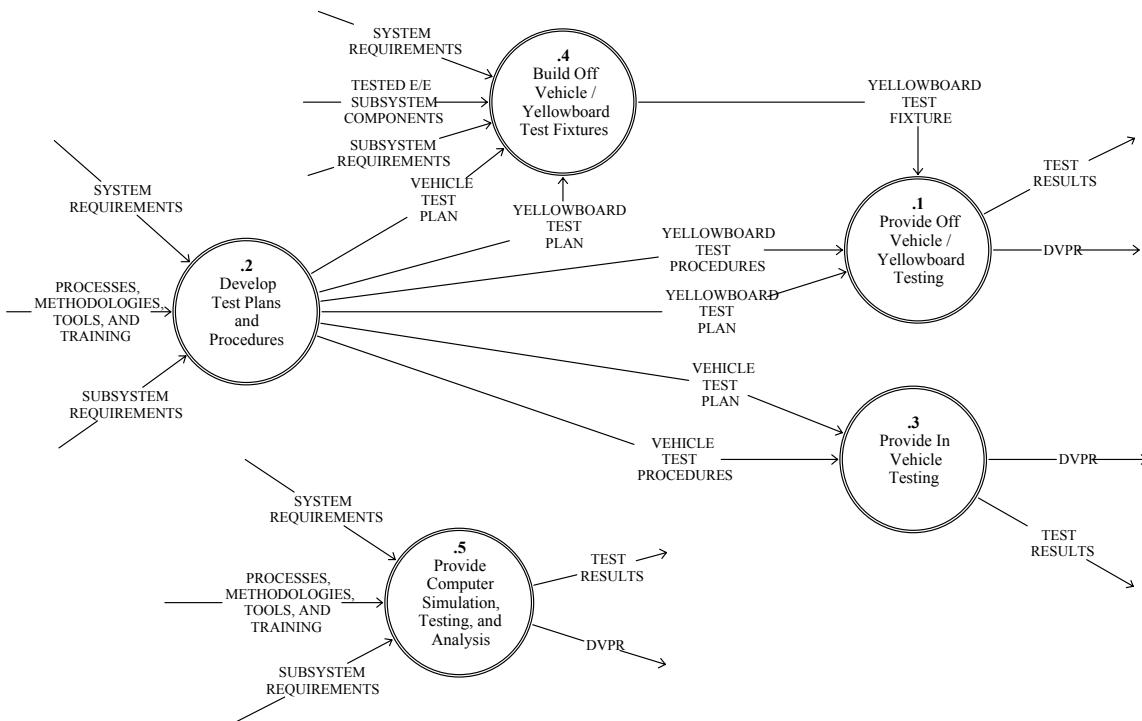 SYSTEM
REQUIREMENTS
TESTED E/E
SUBSYSTEM
COMPONENTS
SUBSYSTEM
REQUIREMENTS
VEHICLE
TEST
PLAN
.4
Build Off
Vehicle /
Yellowboard
Test Fixtures
YELLOWBOARD
TEST
FIXTURE
TEST
RESULTS
SYSTEM
REQUIREMENTS
YELLOWBOARD
TEST
PLAN
.1
Provide Off
Vehicle /
Yellowboard
Testing
DVPR
PROCESSES,
METHODOLOGIES,
TOOLS, AND
TRAINING
.2
Develop
Test Plans
and
Procedures
YELLOWBOARD
TEST
PROCEDURES
YELLOWBOARD
TEST
PLAN
SUBSYSTEM
REQUIREMENTS
VEHICLE
TEST
PLAN
VEHICLE
TEST
PROCEDURES
.3
Provide In
Vehicle
Testing
DVPR
TEST
RESULTS
SYSTEM
REQUIREMENTS
PROCESSES,
METHODOLOGIES,
TOOLS, AND
TRAINING
SUBSYSTEM
REQUIREMENTS
.5
Provide
Computer
Simulation,
Testing, and
Analysis
TEST
RESULTS
DVPR